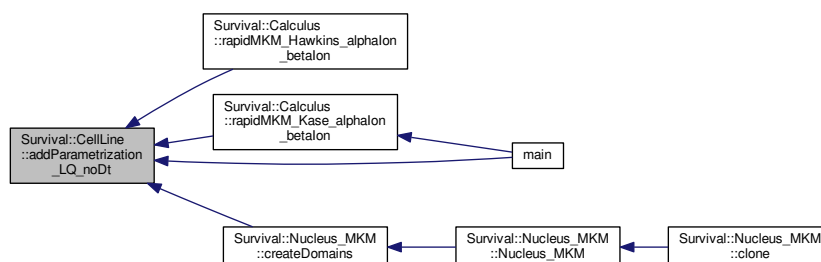 Survival::Calculus
::rapidMKM_Hawkins_alphaIon
_betaIon
Survival::Calculus
::rapidMKM_Kase_alphaIon
_betaIon
Survival::CellLine
::addParametrization
_LQ_noDt
main
Survival::Nucleus_MKM
::createDomains
Survival::Nucleus_MKM
::Nucleus_MKM
Survival::Nucleus_MKM
::clone